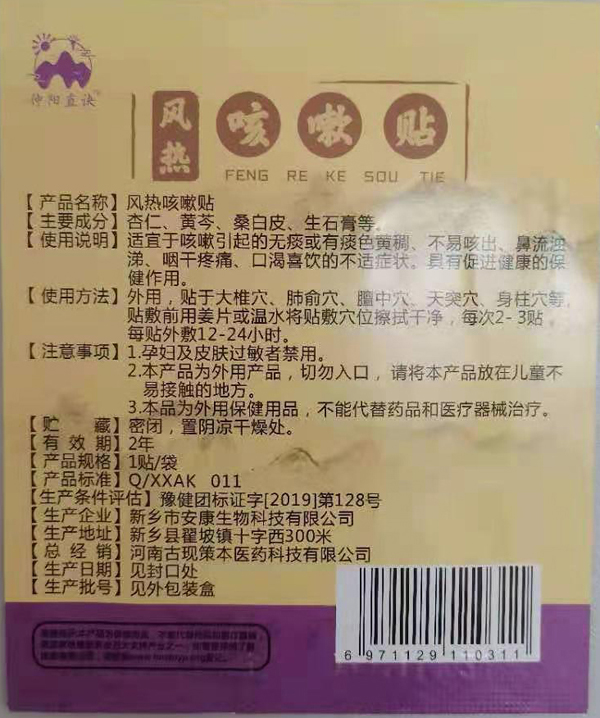 仲阳直诀
风热
咳嗽贴
FENG RE KE SOU TIE
【产品名称】风热咳嗽贴
【主要成分】杏仁、黄芩、桑白皮、生石膏等。
【使用说明】适宜于咳嗽引起的无痰或有痰色黄稠、不易咳出、鼻流浊
涕、咽干疼痛、口渴喜饮的不适症状。具有促进健康的保
健作用。
【使用方法】外用，贴于大椎穴、肺俞穴、膻中穴、天突穴、身柱穴等，
贴敷前用姜片或温水将贴敷穴位擦拭干净，每次2-3贴，
每贴外敷12-24小时。
【注意事项】1.孕妇及皮肤过敏者禁用。
2.本产品为外用产品，切勿入口，请将本产品放在儿童不
易接触的地方。
3.本品为外用保健用品，不能代替药品和医疗器械治疗。
【贮 藏】密闭，置阴凉干燥处。
【有 效 期】2年
【产品规格】1贴/袋
【产品标准】Q/XXAK 011
【生产条件评估】豫健团标证字[2019]第128号
【生产企业】新乡市安康生物科技有限公司
【生产地址】新乡县翟坡镇十字西300米
【总 经 销】河南古现策本医药科技有限公司
【生产日期】见封口处
【生产批号】见外包装盒
6 971129 110311